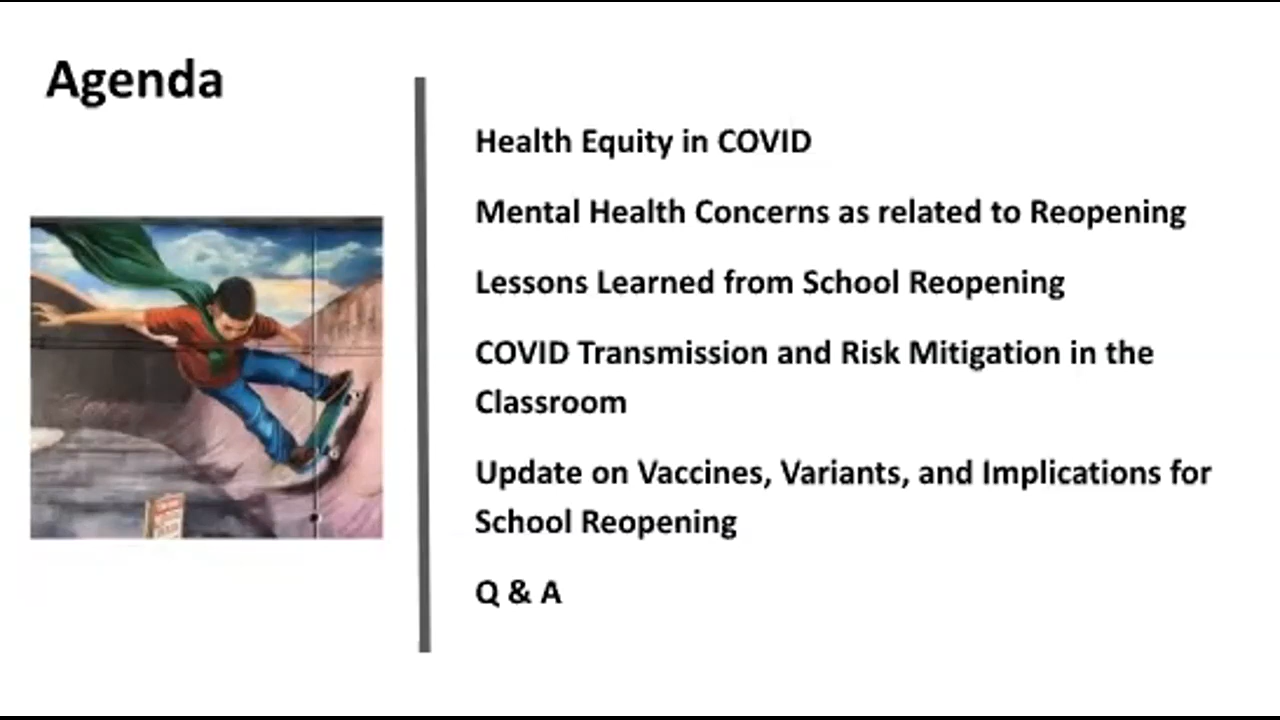 Agenda
Health Equity in COVID
Mental Health Concerns as related to Reopening
Lessons Learned from School Reopening
COVID Transmission and Risk Mitigation in the
Classroom
Update on Vaccines, Variants, and Implications for
School Reopening
Q & A